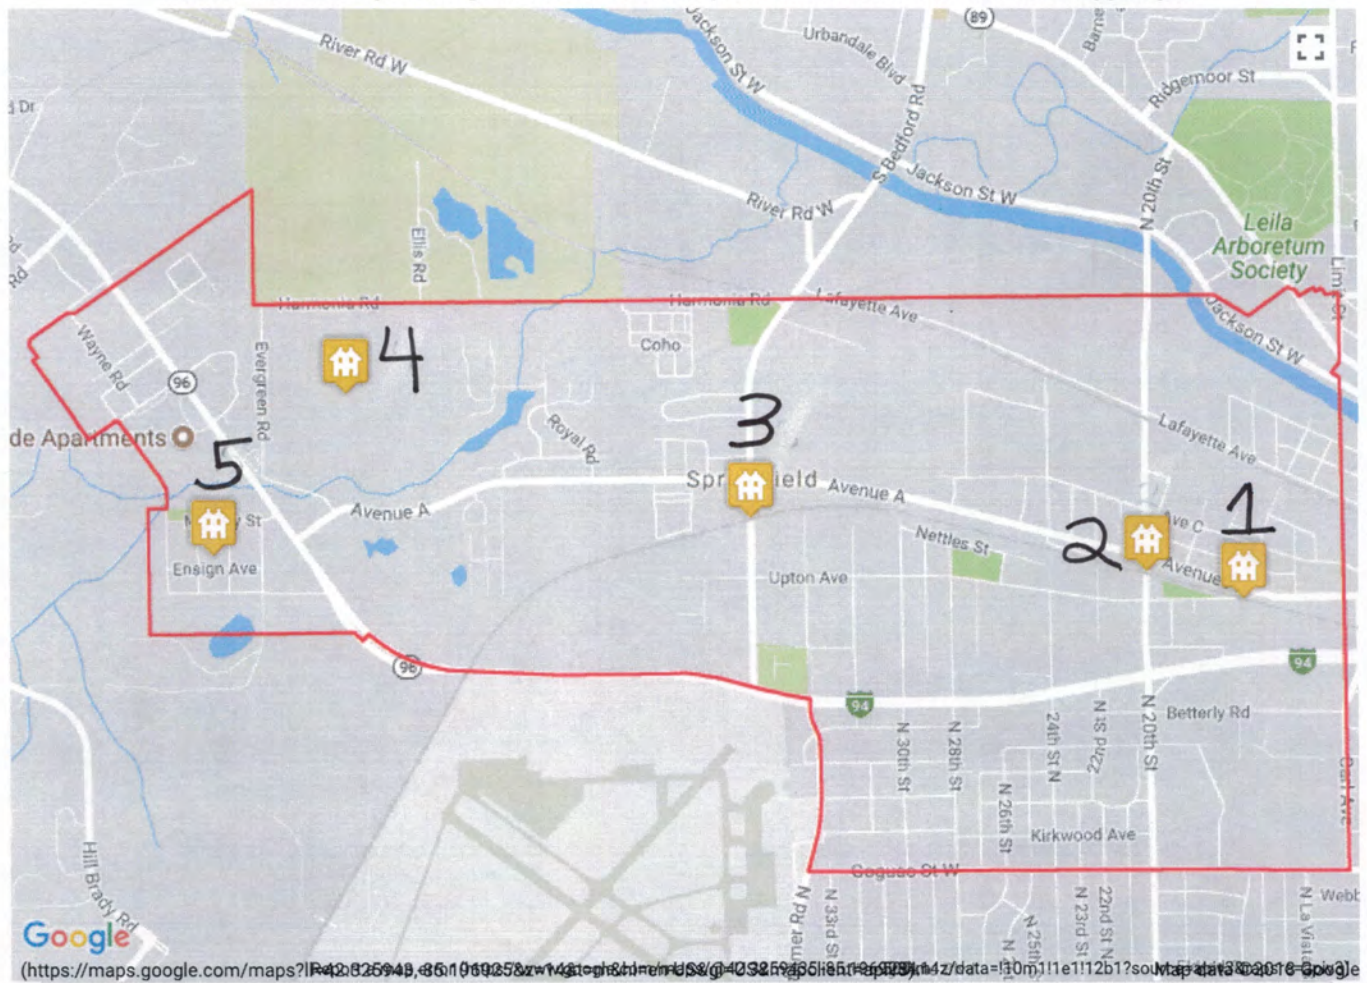 89
Jackson St W
Urbandale Blvd
River Rd W
Ridgemoor St
S Bedford Rd
Jackson St W
N 20th St
River Rd W
Leila
Arboretum
Society
Ellis Rd
Harmonia Rd
Harmonia Rd
Lafayette Ave
Jackson St W
Coho
4
Wayne Rd
96
Evergreen Rd
3
Royal Rd
Lafayette Ave
de Apartments
5
Avenue A
Avenue A
Ave C
1
2
Nettles St
Avenue
Ensign Ave
Upton Ave
94
96
94
Betterly Rd
N 30th St
N 28th St
24th St N
N 20th St
N 26th St
Kirkwood Ave
Carl Ave
Goguac St W
Hill Brady Rd
N 33rd St
N 23rd St
22nd St N
N 25th St
N La Vista
Webb
Google